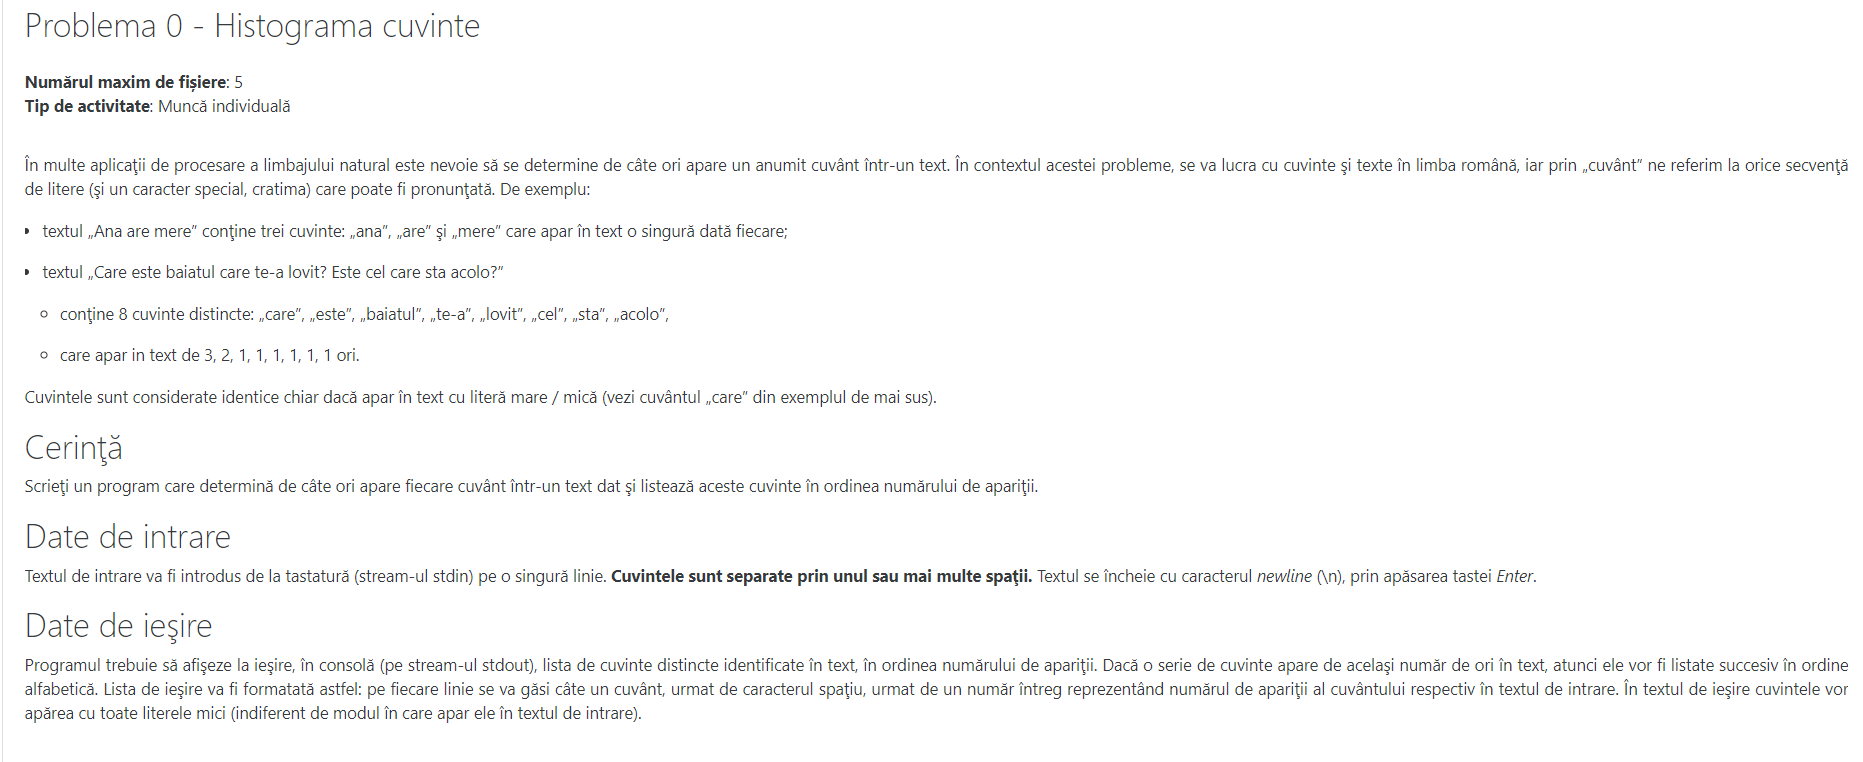 Problema 0 - Histograma cuvinte
Numărul maxim de fișiere: 5
Tip de activitate: Muncă individuală
În multe aplicaţii de procesare a limbajului natural este nevoie să se determine de câte ori apare un anumit cuvânt într-un text. În contextul acestei probleme, se va lucra cu cuvinte şi texte în limba română, iar prin „cuvânt” ne referim la orice secvenţă
de litere (şi un caracter special, cratima) care poate fi pronunţată. De exemplu:
textul „Ana are mere” conţine trei cuvinte: „ana”, „are” şi „mere” care apar în text o singură dată fiecare;
textul „Care este baiatul care te-a lovit? Este cel care sta acolo?”
conţine 8 cuvinte distincte: „care”, „este”, „baiatul”, „te-a”, „lovit”, „cel”, „sta”, „acolo”,
care apar in text de 3, 2, 1, 1, 1, 1, 1, 1 ori.
Cuvintele sunt considerate identice chiar dacă apar în text cu literă mare / mică (vezi cuvântul „care” din exemplul de mai sus).
Cerinţă
Scrieţi un program care determină de câte ori apare fiecare cuvânt într-un text dat şi listează aceste cuvinte în ordinea numărului de apariţii.
Date de intrare
Textul de intrare va fi introdus de la tastatură (stream-ul stdin) pe o singură linie. Cuvintele sunt separate prin unul sau mai multe spaţii. Textul se încheie cu caracterul newline (\n), prin apăsarea tastei Enter.
Date de ieşire
Programul trebuie să afişeze la ieşire, în consolă (pe stream-ul stdout), lista de cuvinte distincte identificate în text, în ordinea numărului de apariţii. Dacă o serie de cuvinte apare de acelaşi număr de ori în text, atunci ele vor fi listate succesiv în ordine
alfabetică. Lista de ieşire va fi formatată astfel: pe fiecare linie se va găsi câte un cuvânt, urmat de caracterul spaţiu, urmat de un număr întreg reprezentând numărul de apariţii al cuvântului respectiv în textul de intrare. În textul de ieşire cuvintele vor
apărea cu toate literele mici (indiferent de modul în care apar ele în textul de intrare).